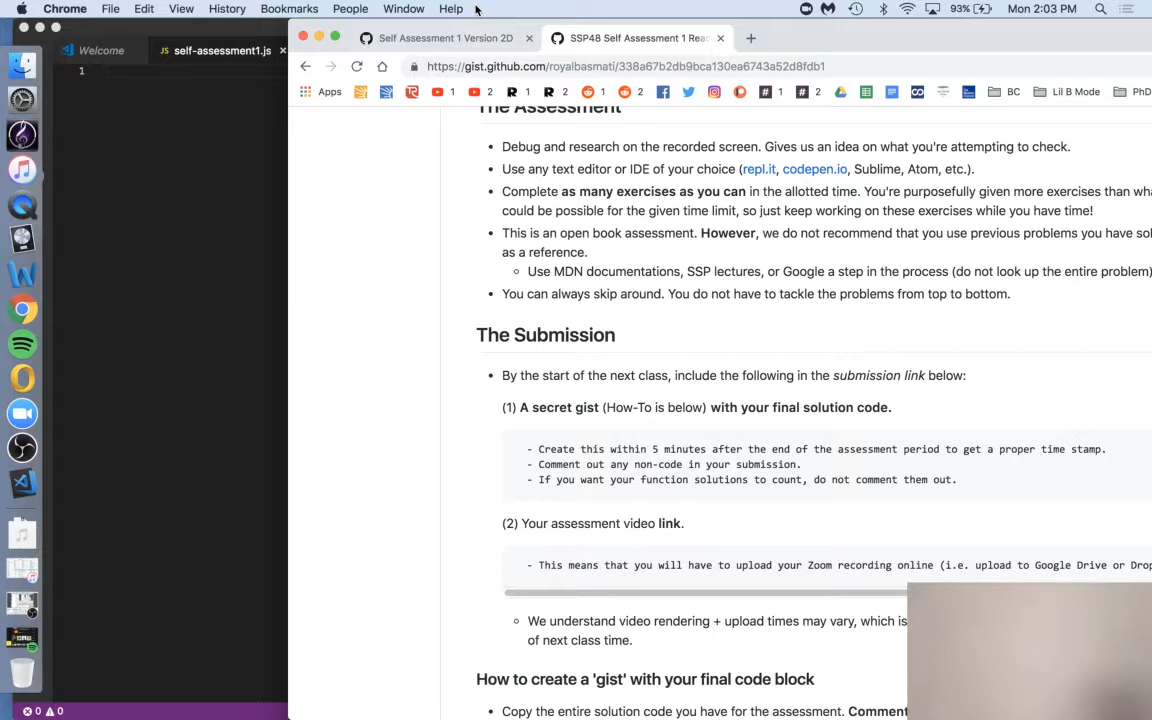 Chrome File Edit View History Bookmarks People Window Help 93% Mon 2:03 PM
Welcome JS self-assessment1.js × Self Assessment 1 Version 2D × SSP48 Self Assessment 1 Rea × +
https://gist.github.com/royalbasmati/338a67b2db9bca130ea6743a52d8fdb1
1
Apps 1 2 R 1 R 2 1 2 # 1 # 2 BC Lil B Mode PhD
The Assessment
• Debug and research on the recorded screen. Gives us an idea on what you're attempting to check.
• Use any text editor or IDE of your choice (repl.it, codepen.io, Sublime, Atom, etc.).
• Complete as many exercises as you can in the allotted time. You're purposefully given more exercises than wha
could be possible for the given time limit, so just keep working on these exercises while you have time!
• This is an open book assessment. However, we do not recommend that you use previous problems you have sol
as a reference.
Use MDN documentations, SSP lectures, or Google a step in the process (do not look up the entire problem)
• You can always skip around. You do not have to tackle the problems from top to bottom.
The Submission
• By the start of the next class, include the following in the submission link below:
(1) A secret gist (How-To is below) with your final solution code.
- Create this within 5 minutes after the end of the assessment period to get a proper time stamp.
- Comment out any non-code in your submission.
- If you want your function solutions to count, do not comment them out.
(2) Your assessment video link.
- This means that you will have to upload your Zoom recording online (i.e. upload to Google Drive or Drop
We understand video rendering + upload times may vary, which is
of next class time.
How to create a 'gist' with your final code block
• Copy the entire solution code you have for the assessment. Comment
0 0